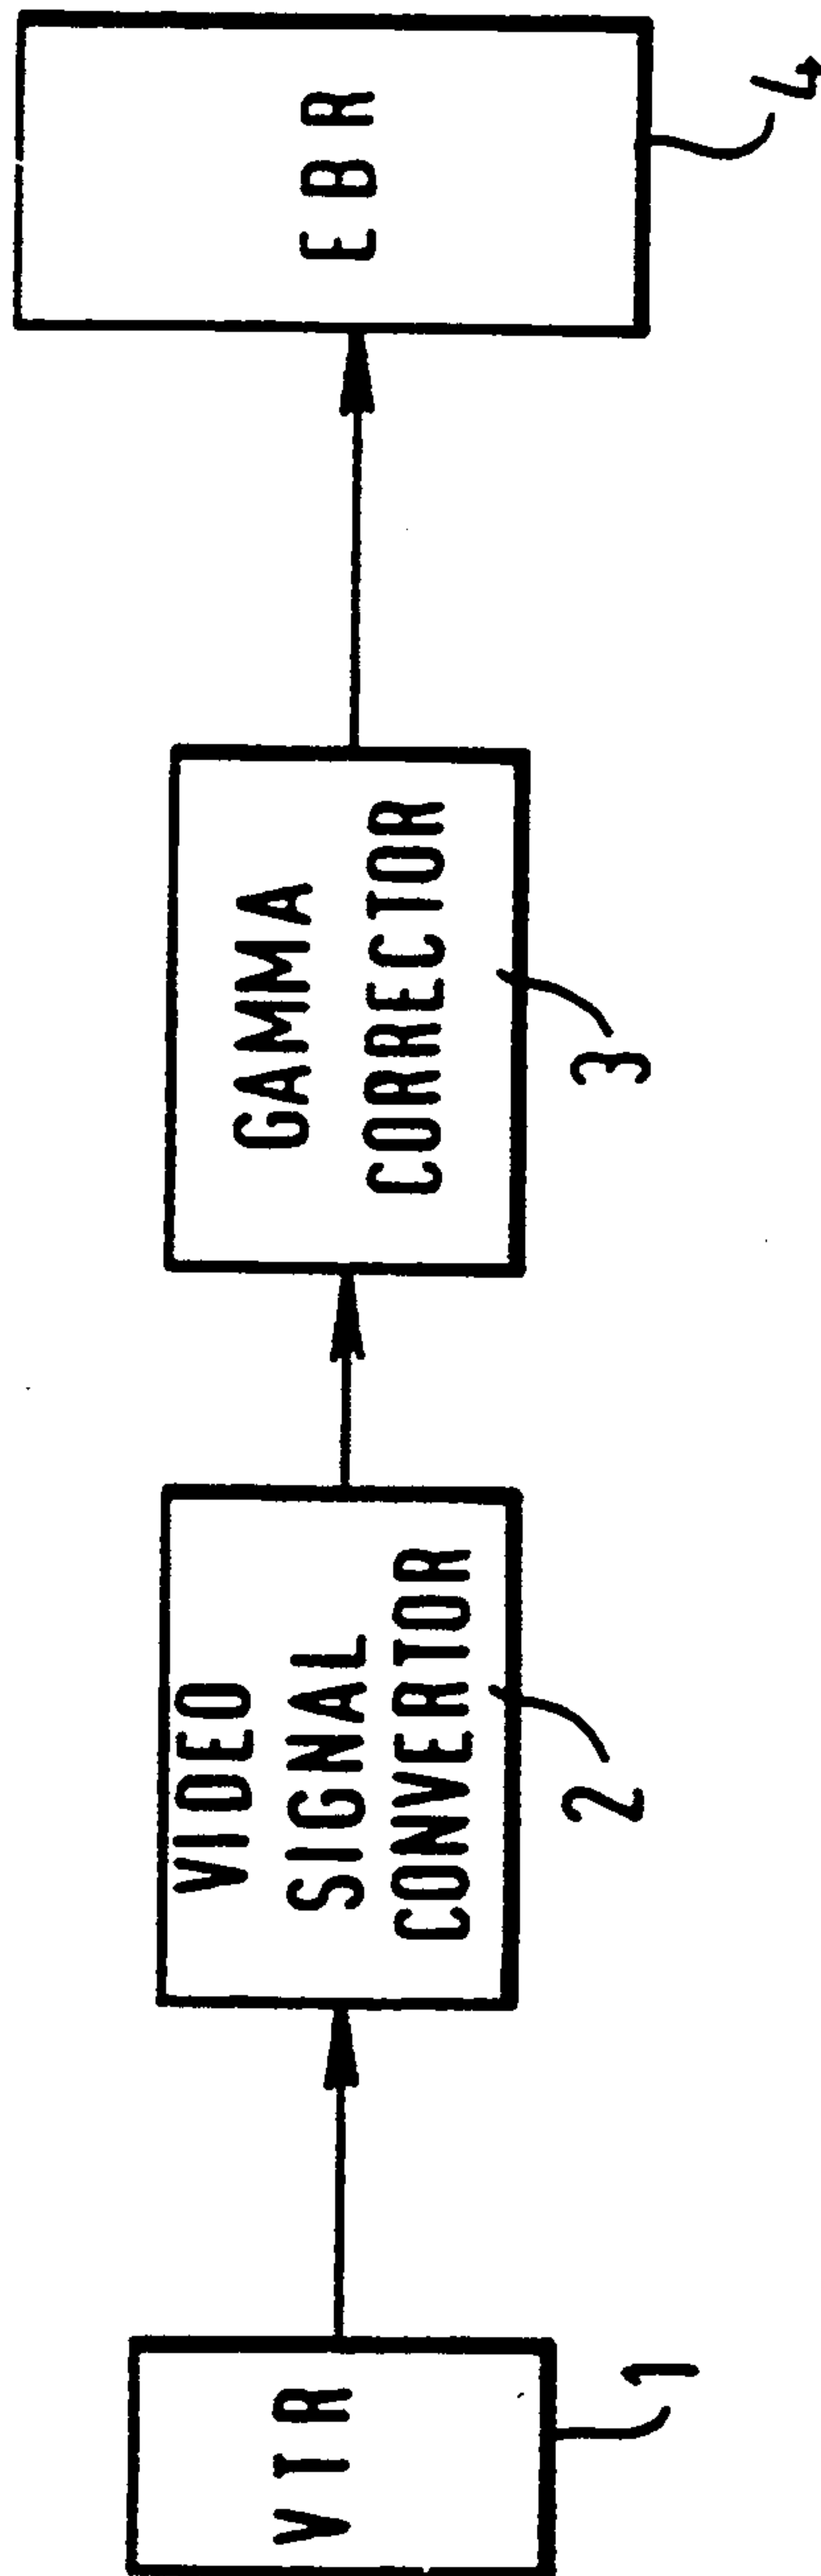 VTR
1
VIDEO
SIGNAL
CONVERTOR
2
GAMMA
CORRECTOR
3
EBR
4